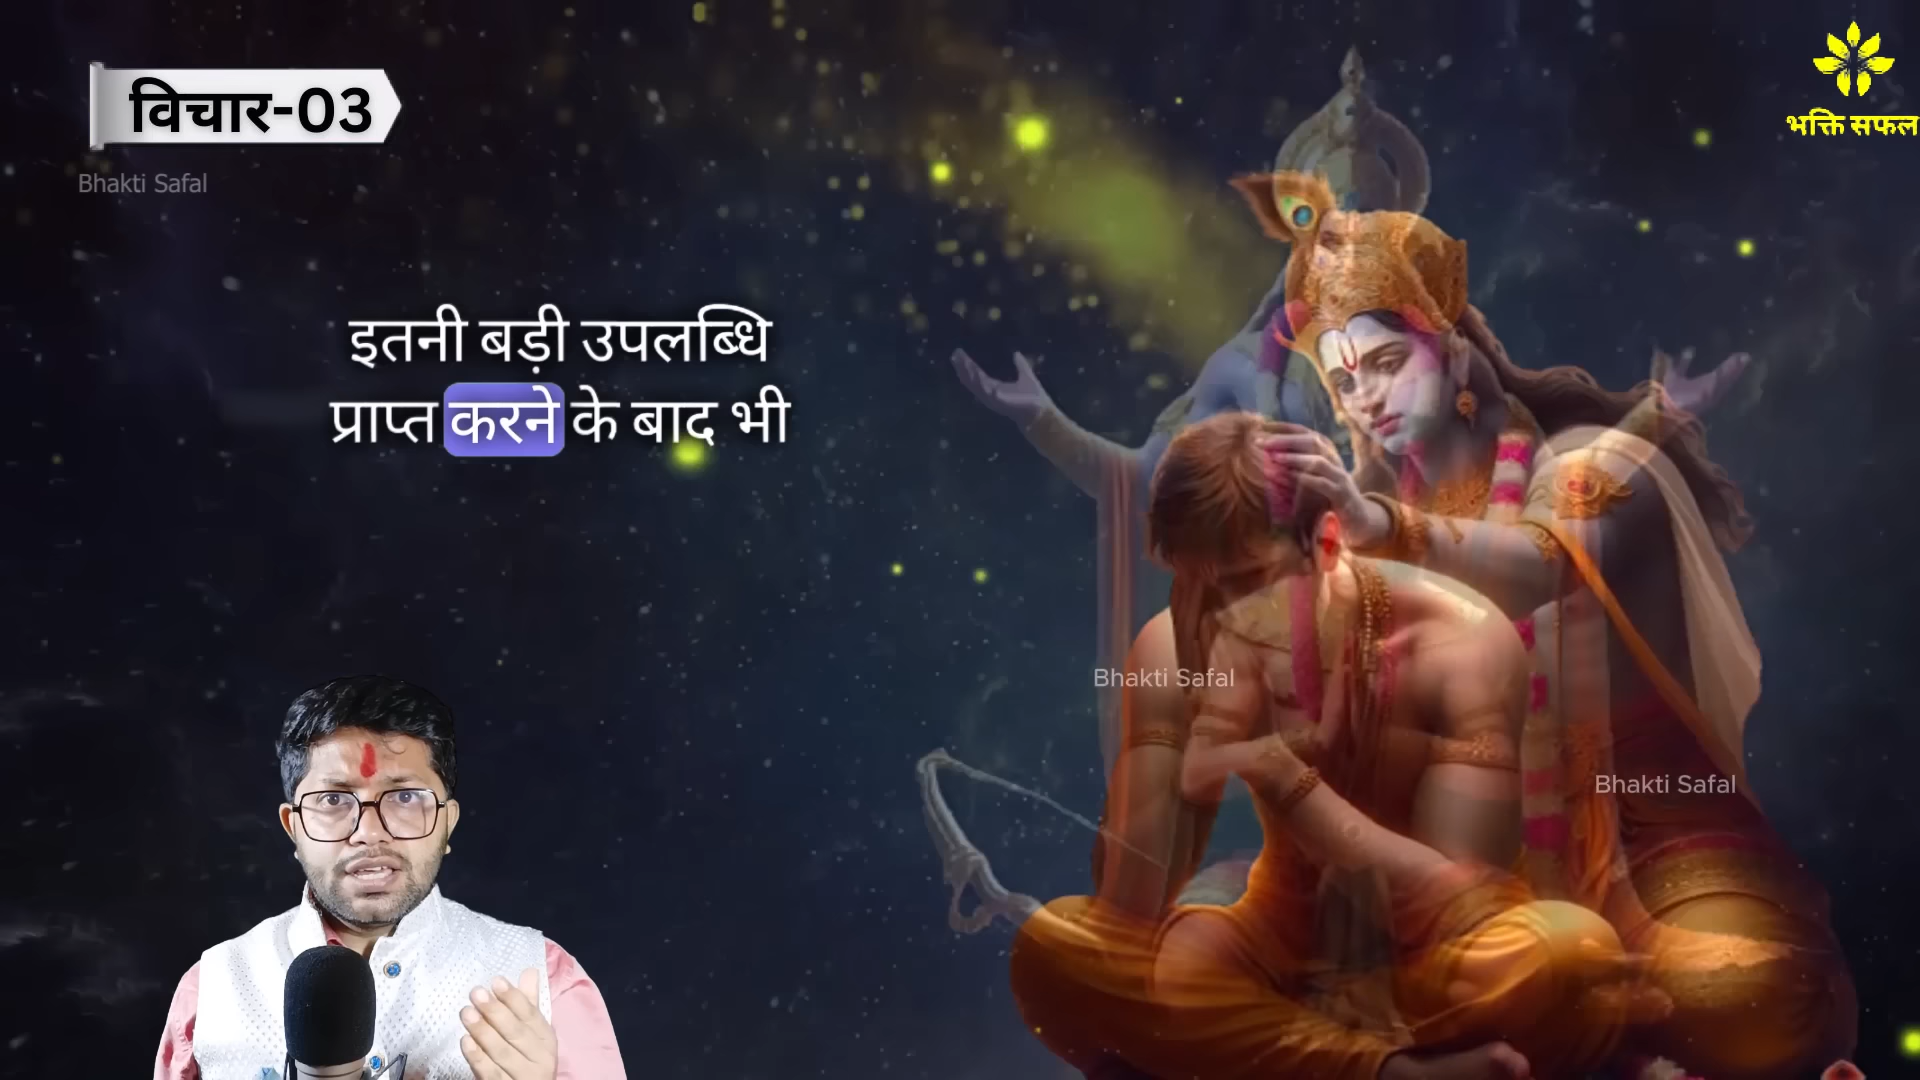 विचार-03
Bhakti Safal
भक्ति सफल
इतनी बड़ी उपलब्धि
प्राप्त करने के बाद भी
Bhakti Safal
Bhakti Safal